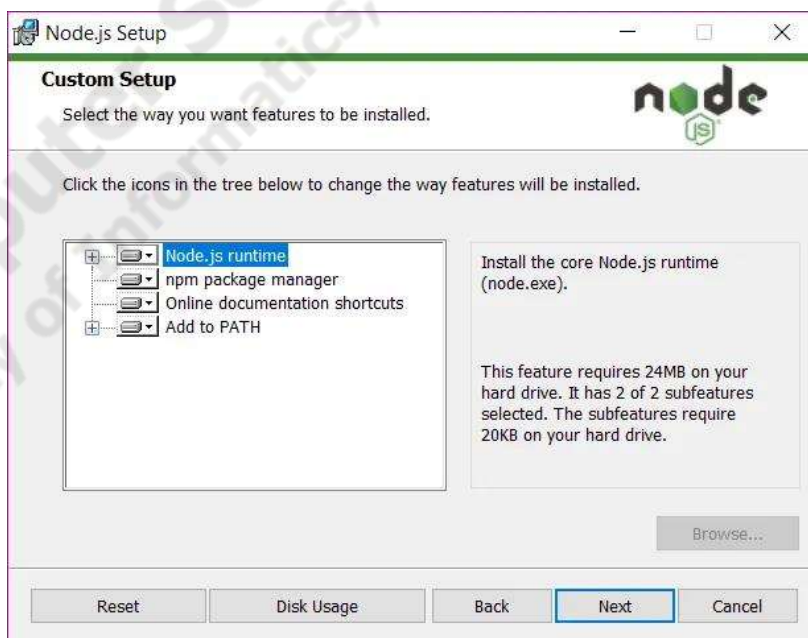 Node.js Setup
Custom Setup
Select the way you want features to be installed.
node
JS
Click the icons in the tree below to change the way features will be installed.
Node.js runtime
npm package manager
Online documentation shortcuts
Add to PATH
Install the core Node.js runtime
(node.exe).
This feature requires 24MB on your
hard drive. It has 2 of 2 subfeatures
selected. The subfeatures require
20KB on your hard drive.
Browse...
Reset
Disk Usage
Back
Next
Cancel
of Informatics,